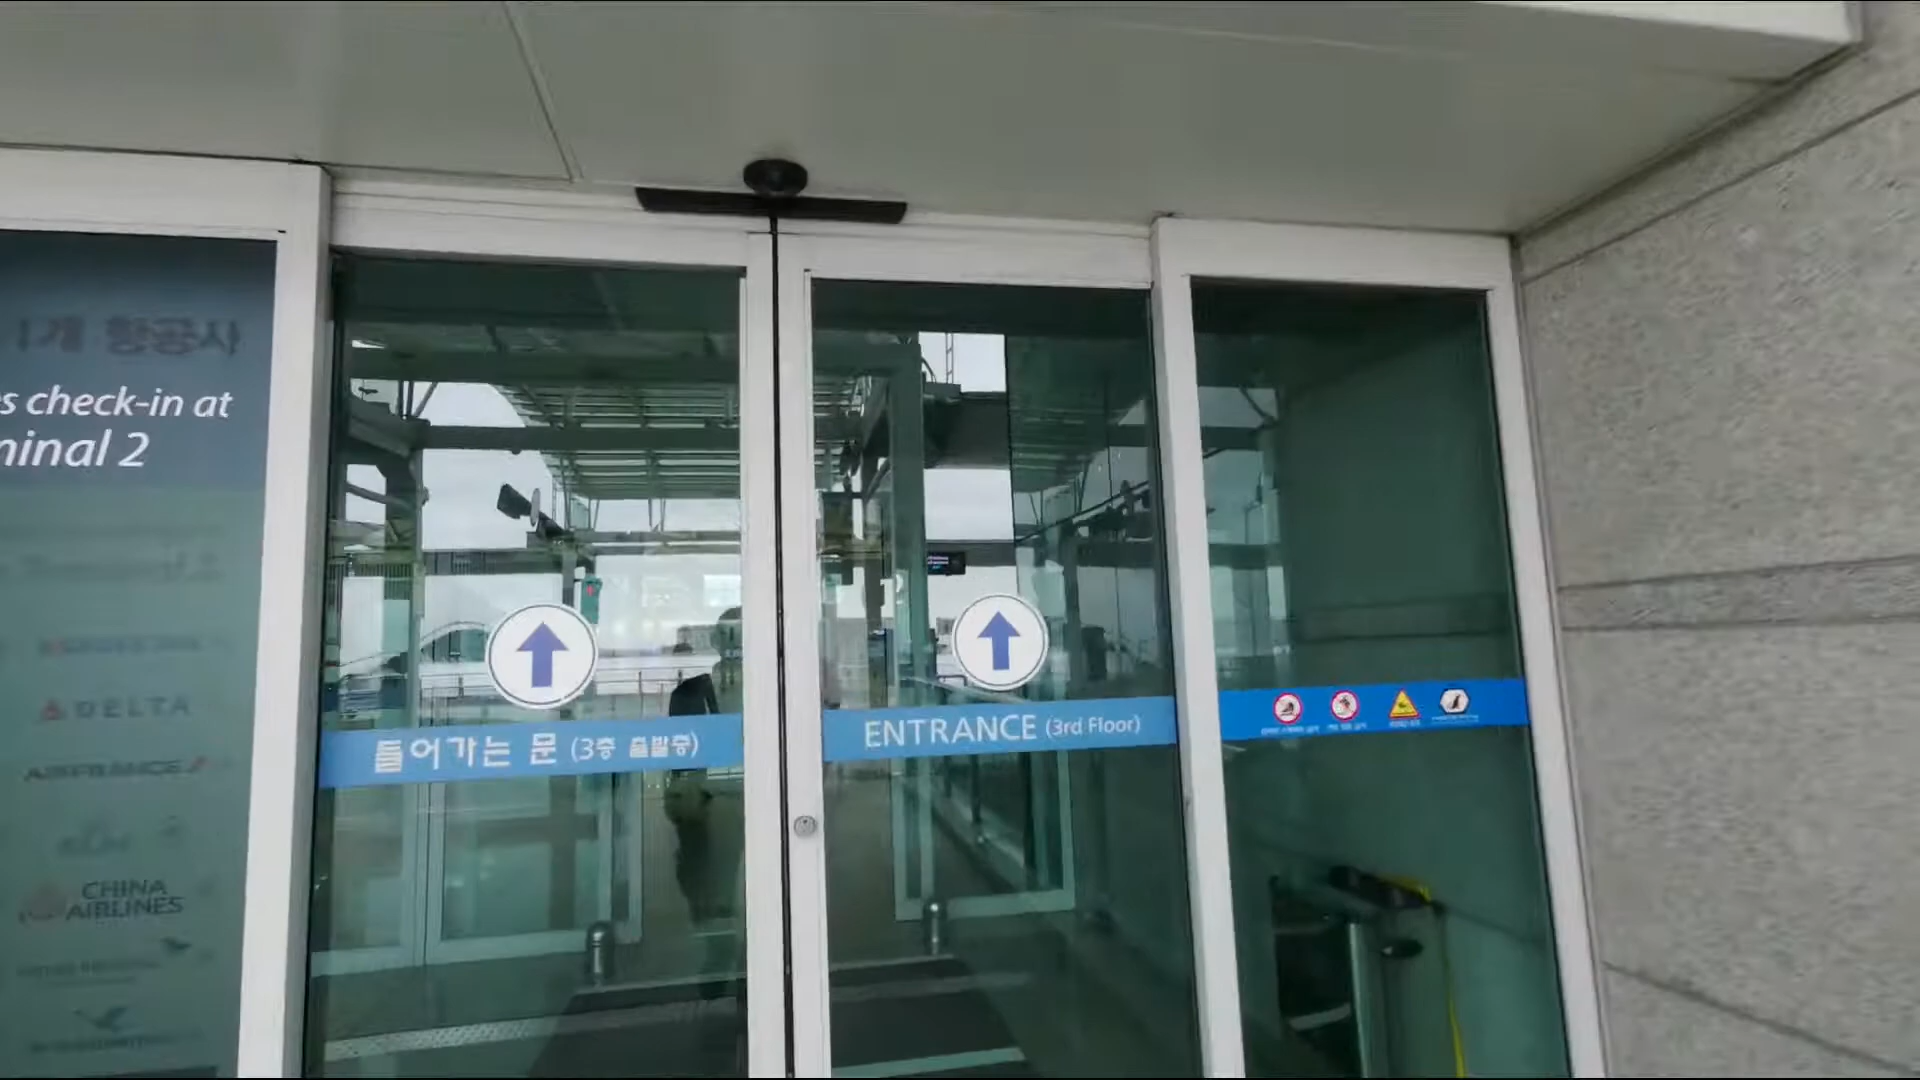 1개 항공사
s check-in at
minal 2
DELTA
AIRFRANCE
CHINA
AIRLINES
들어가는 문 (3층 출발층)
ENTRANCE (3rd Floor)